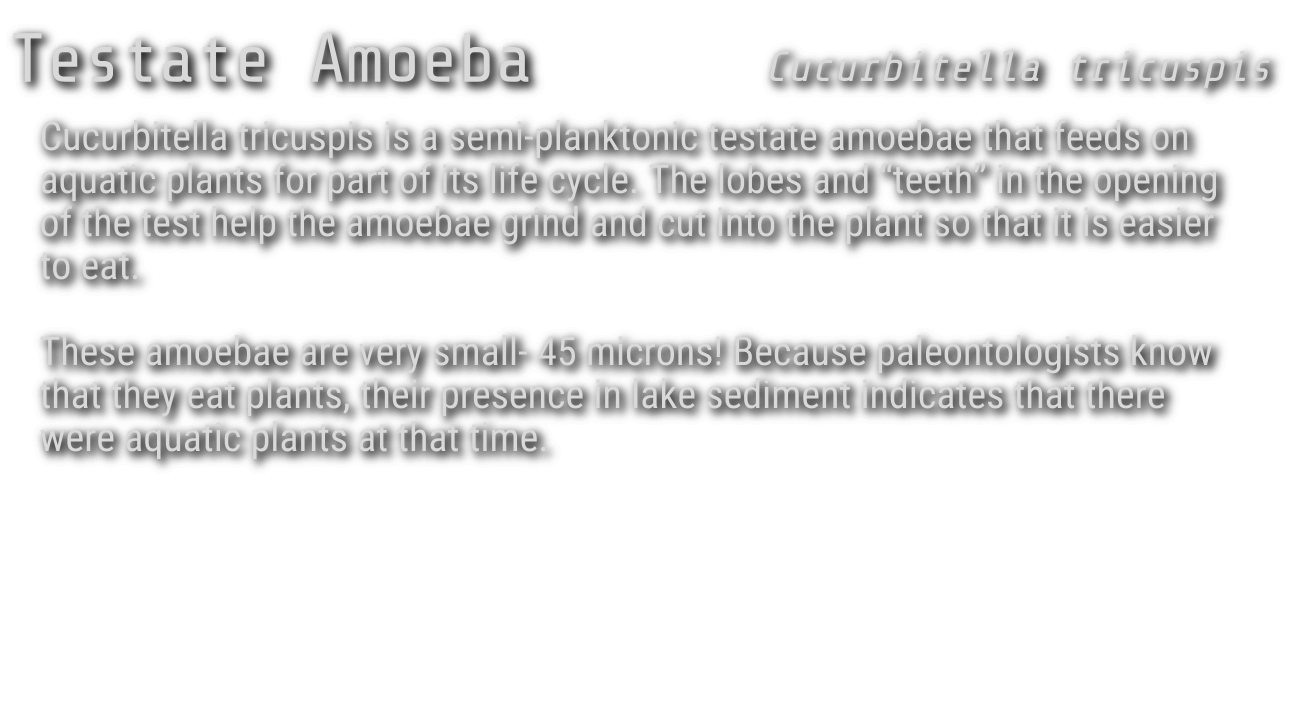 Testate Amoeba
Cucurbitella tricuspis
Cucurbitella tricuspis is a semi-planktonic testate amoebae that feeds on
aquatic plants for part of its life cycle. The lobes and “teeth” in the opening
of the test help the amoebae grind and cut into the plant so that it is easier
to eat.
These amoebae are very small- 45 microns! Because paleontologists know
that they eat plants, their presence in lake sediment indicates that there
were aquatic plants at that time.